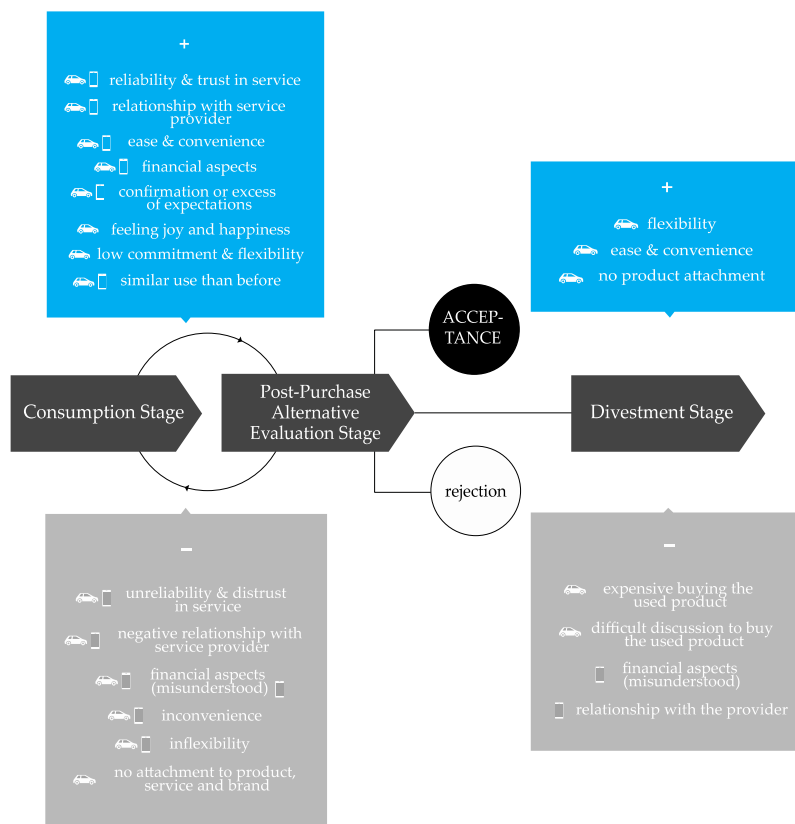 +
reliability & trust in service
relationship with service
provider
ease & convenience
financial aspects
confirmation or excess
of expectations
feeling joy and happiness
low commitment & flexibility
similar use than before
+
flexibility
ease & convenience
no product attachment
ACCEP-
TANCE
Consumption Stage
Post-Purchase
Alternative
Evaluation Stage
Divestment Stage
rejection
–
unreliability & distrust
in service
negative relationship with
service provider
financial aspects
(misunderstood)
inconvenience
inflexibility
no attachment to product,
service and brand
–
expensive buying the
used product
difficult discussion to buy
the used product
financial aspects
(misunderstood)
relationship with the provider